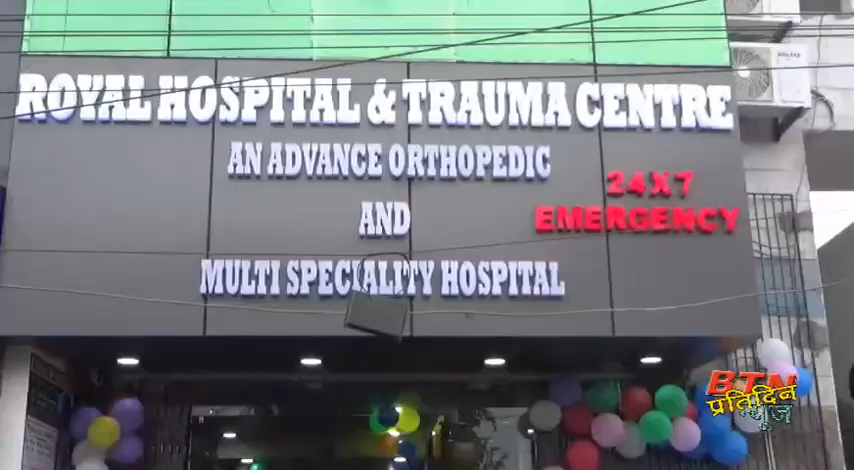 ROYAL HOSPITAL & TRAUMA CENTRE
AN ADVANCE ORTHOPEDIC
AND
MULTI SPECIALITY HOSPITAL
24X7
EMERGENCY
BTN
प्रतिदिन
न्यूज